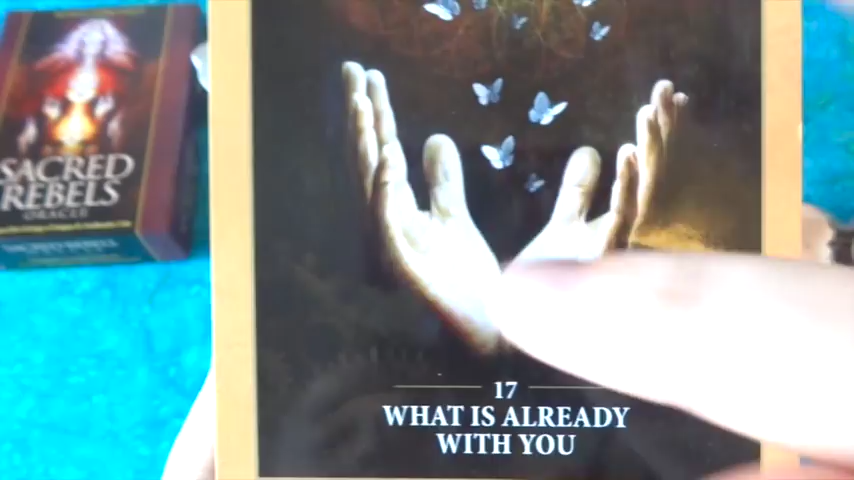 SACRED
REBELS
ORACLE
17
WHAT IS ALREADY
WITH YOU